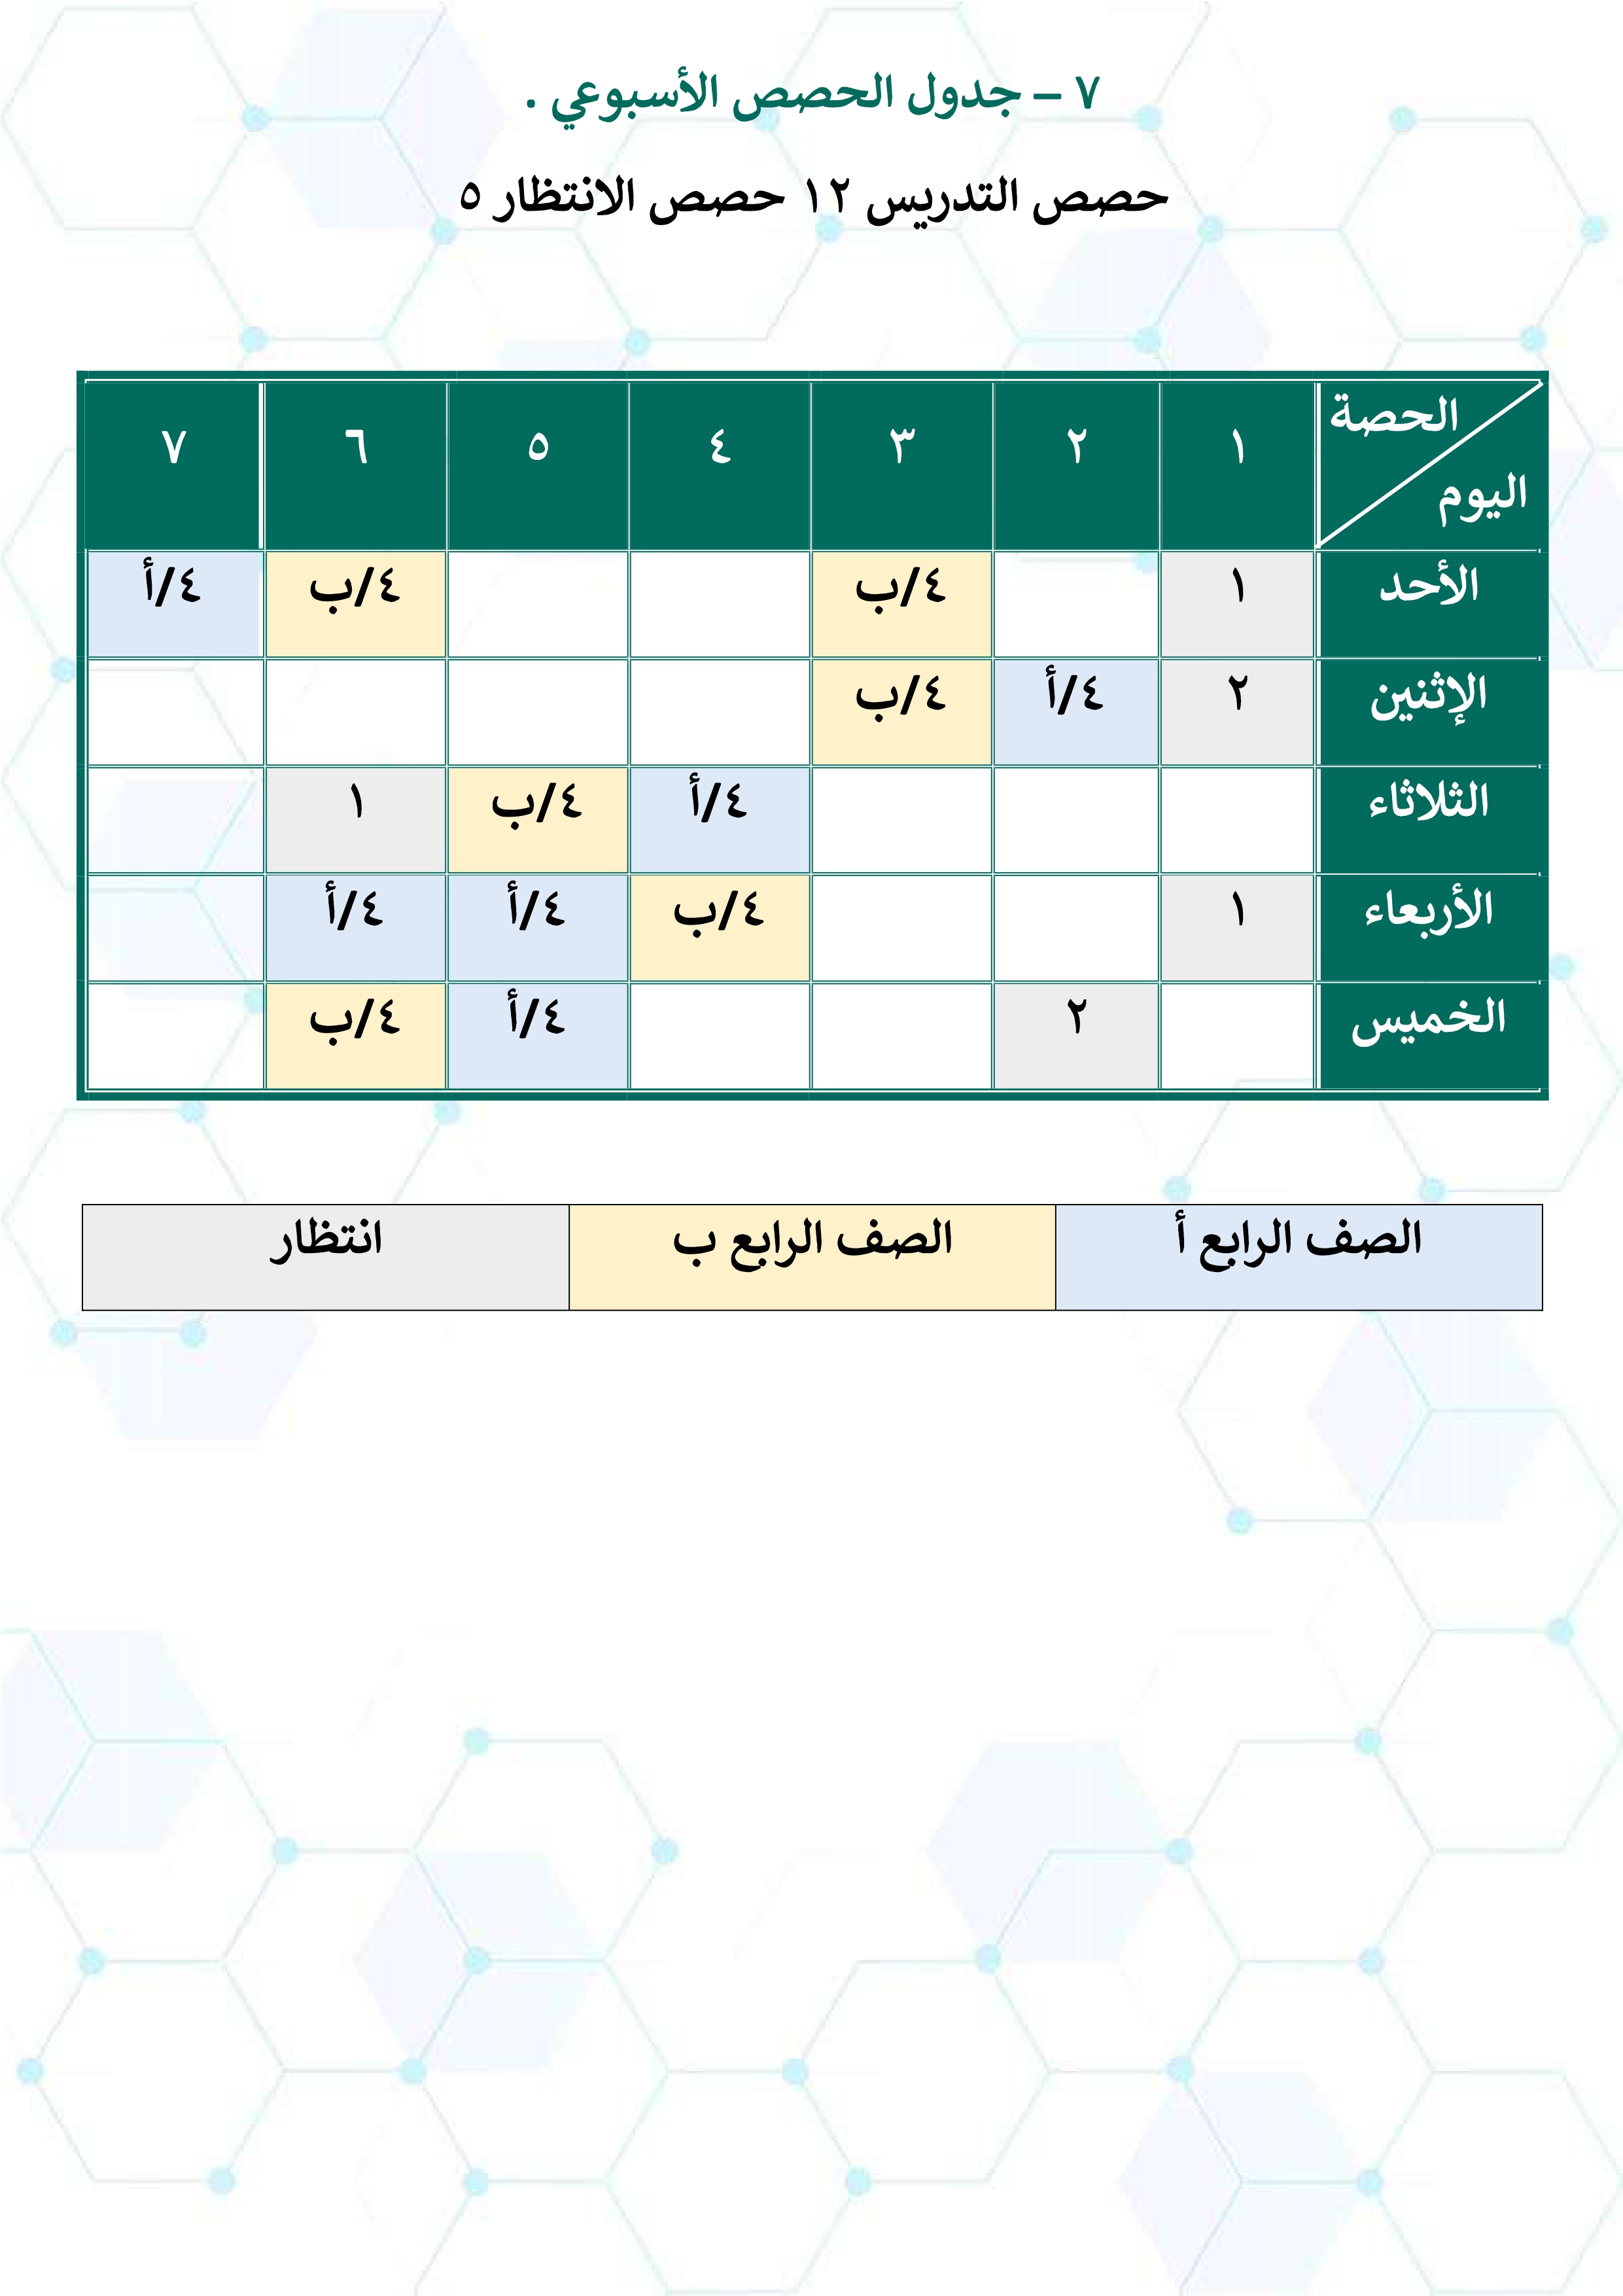 ٧ – جدول الحصص الأسبوعي .
حصص التدريس ١٢ حصص الانتظار ٥
الحصة
اليوم
١ ٢ ٣ ٤ ٥ ٦ ٧
الأحد ١ ٤/ب ٤/ب ٤/أ
الإثنين ٢ ٤/أ ٤/ب
الثلاثاء ٤/أ ٤/ب ١
الأربعاء ١ ٤/ب ٤/أ ٤/أ
الخميس ٢ ٤/أ ٤/ب
الصف الرابع أ الصف الرابع ب انتظار